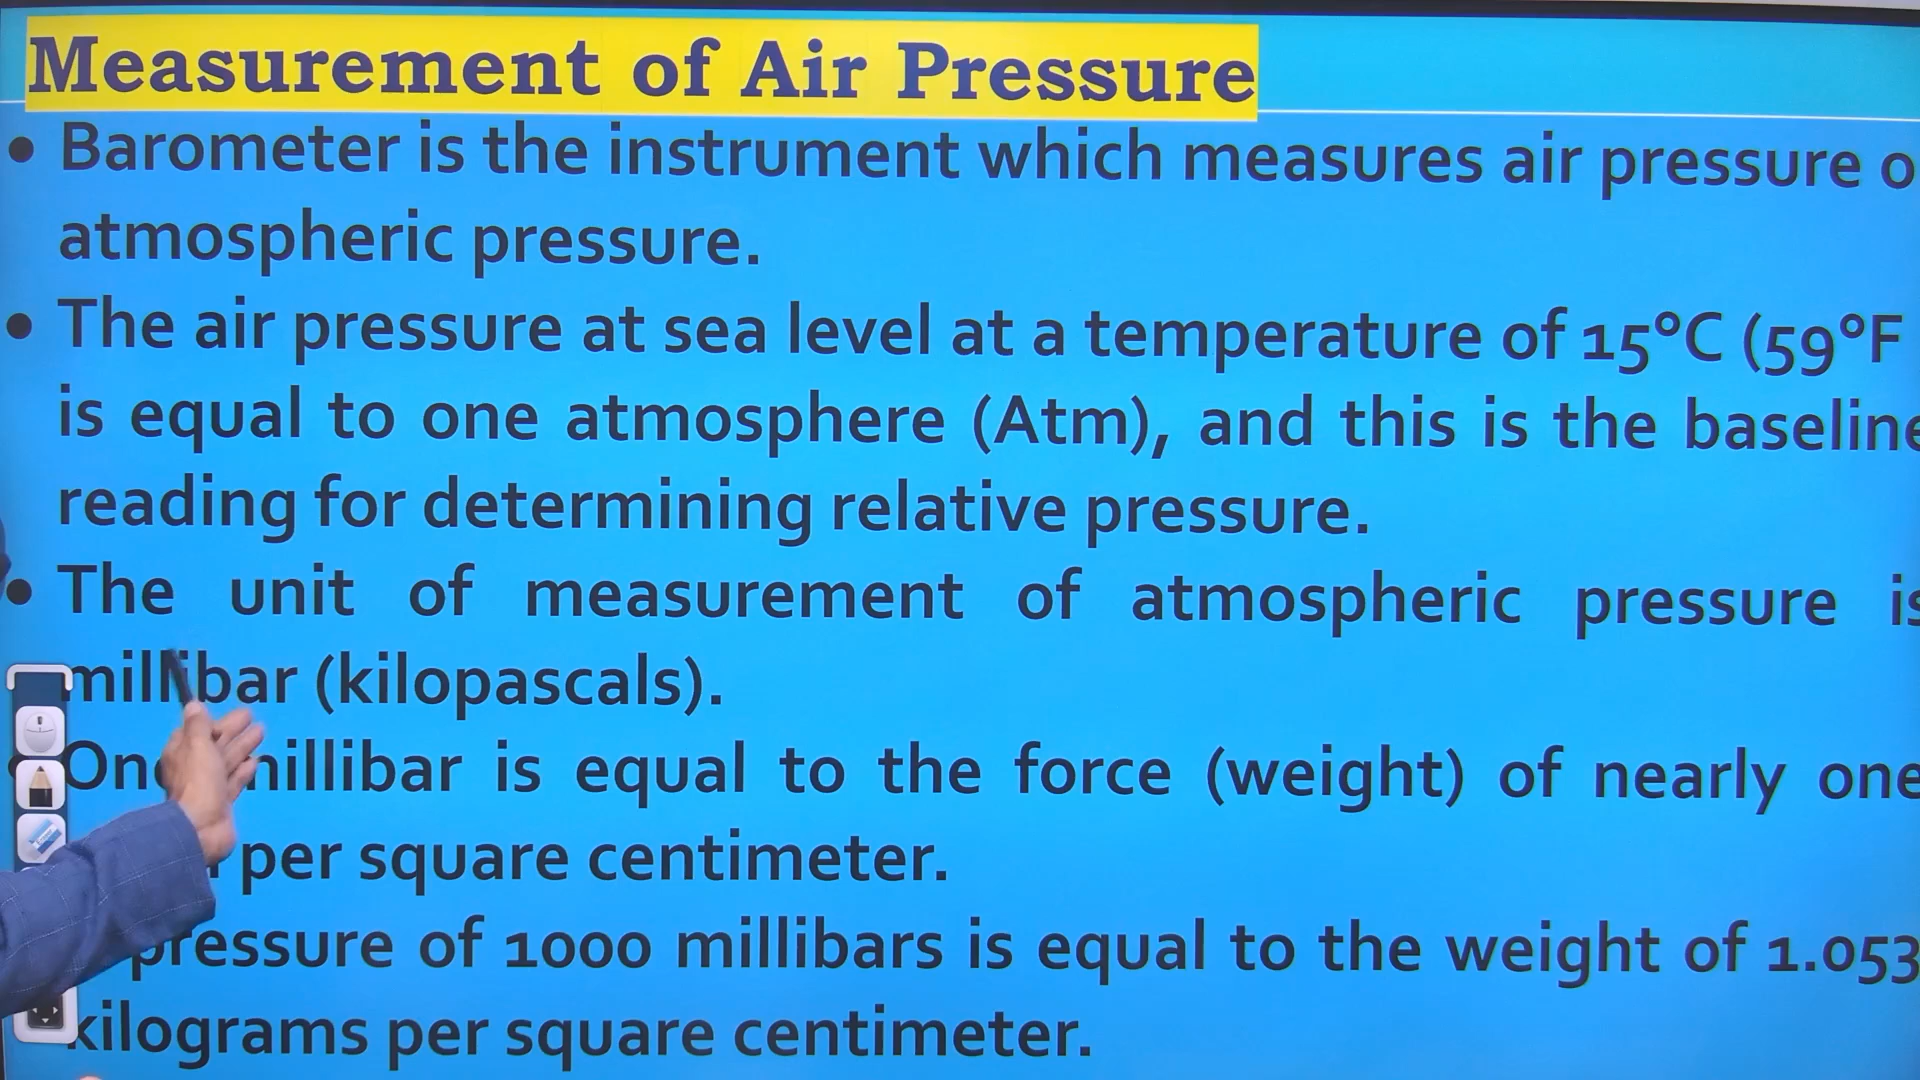 Measurement of Air Pressure
• Barometer is the instrument which measures air pressure o
atmospheric pressure.
• The air pressure at sea level at a temperature of 15°C (59°F
is equal to one atmosphere (Atm), and this is the baseline
reading for determining relative pressure.
• The unit of measurement of atmospheric pressure is
millibar (kilopascals).
One millibar is equal to the force (weight) of nearly one
per square centimeter.
pressure of 1000 millibars is equal to the weight of 1.053
kilograms per square centimeter.